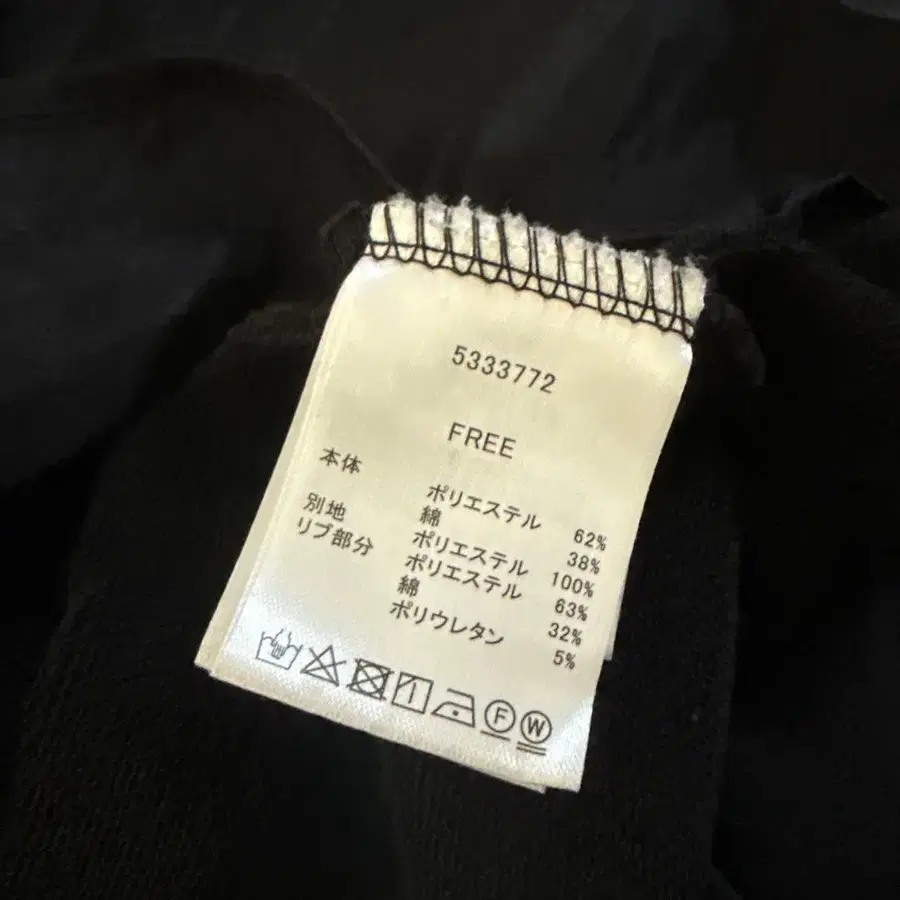 5333772
FREE
本体 ポリエステル 62%
綿 38%
別地 ポリエステル 100%
リブ部分 ポリエステル 63%
綿 32%
ポリウレタン 5%
F W